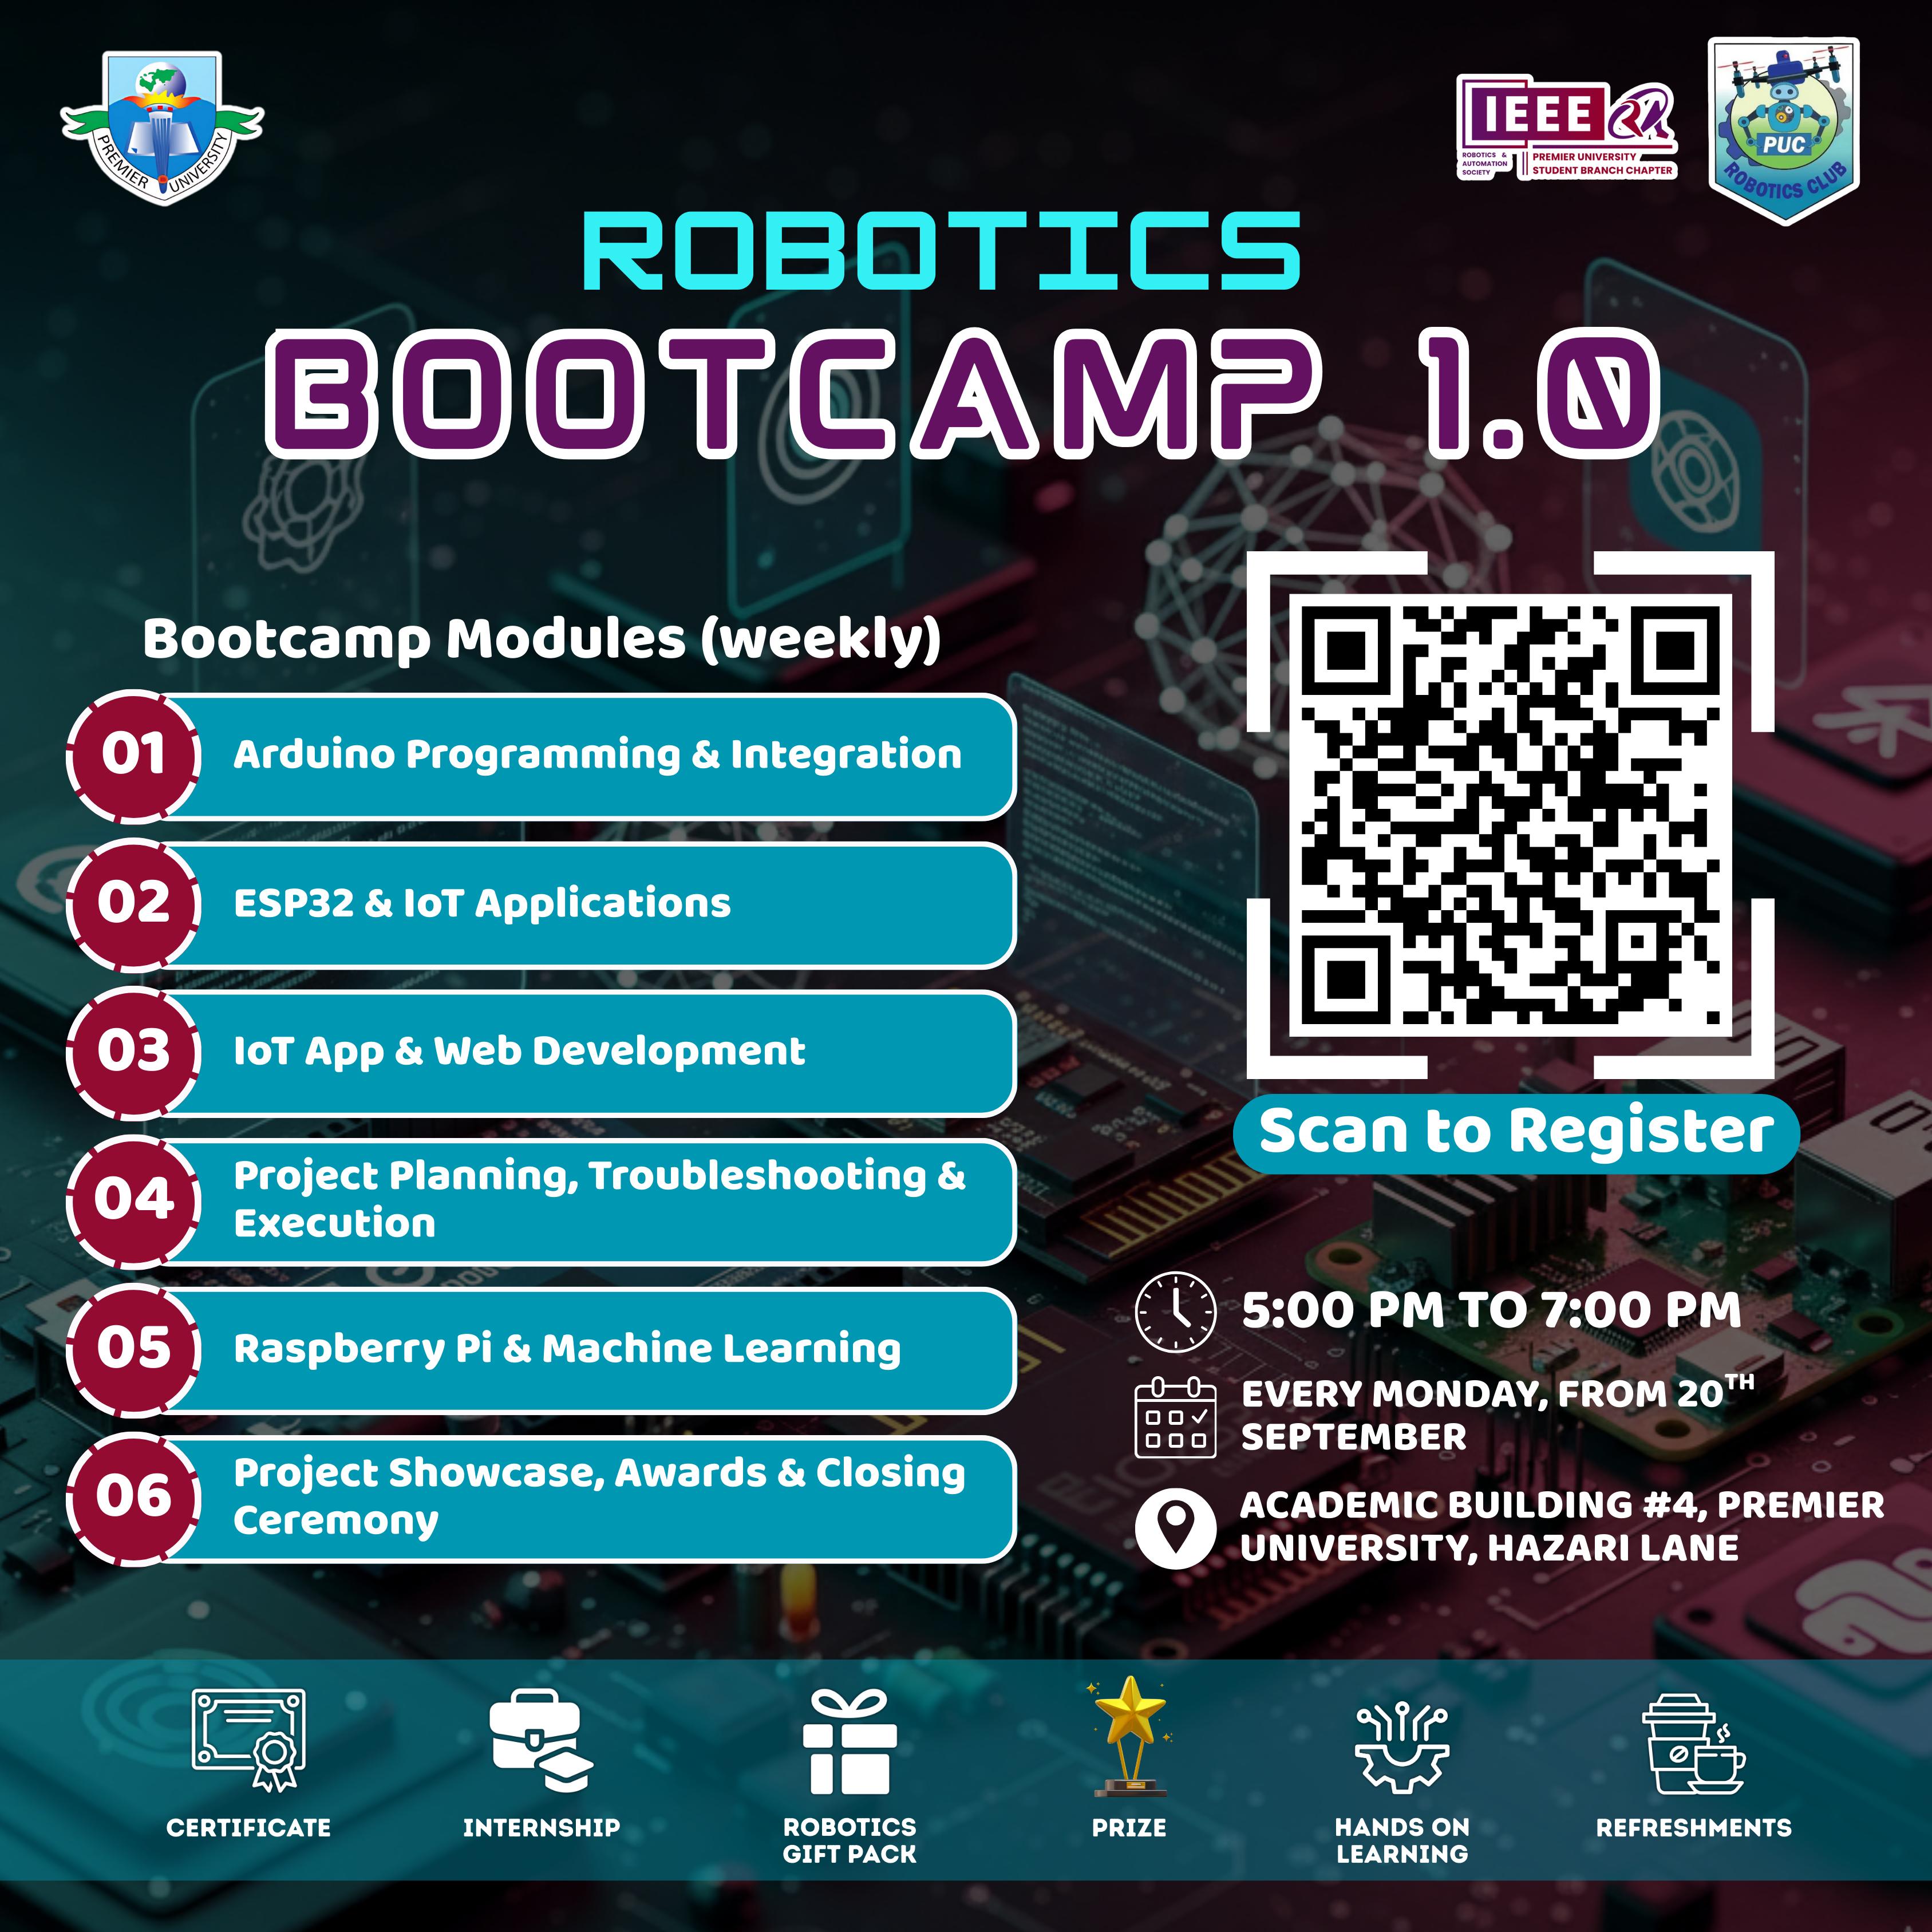 PREMIER UNIVERSITY
IEEE
ROBOTICS &
AUTOMATION
SOCIETY
PREMIER UNIVERSITY
STUDENT BRANCH CHAPTER
PUC
ROBOTICS CLUB
ROBOTICS
BOOTCAMP 1.0
Bootcamp Modules (weekly)
01 Arduino Programming & Integration
02 ESP32 & IoT Applications
03 IoT App & Web Development
04 Project Planning, Troubleshooting &
Execution
05 Raspberry Pi & Machine Learning
06 Project Showcase, Awards & Closing
Ceremony
Scan to Register
5:00 PM TO 7:00 PM
EVERY MONDAY, FROM 20TH
SEPTEMBER
ACADEMIC BUILDING #4, PREMIER
UNIVERSITY, HAZARI LANE
CERTIFICATE
INTERNSHIP
ROBOTICS
GIFT PACK
PRIZE
HANDS ON
LEARNING
REFRESHMENTS